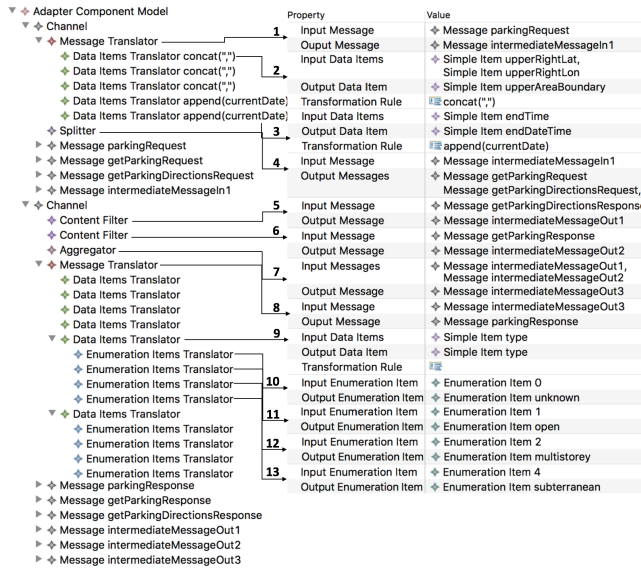 Adapter Component Model
Channel
Message Translator
Data Items Translator concat(",")
Data Items Translator concat(",")
Data Items Translator concat(",")
Data Items Translator append(currentDate)
Data Items Translator append(currentDate)
Splitter
Message parkingRequest
Message getParkingRequest
Message getParkingDirectionsRequest
Message intermediateMessageIn1
Channel
Content Filter
Content Filter
Aggregator
Message Translator
Data Items Translator
Data Items Translator
Data Items Translator
Data Items Translator
Data Items Translator
Enumeration Items Translator
Enumeration Items Translator
Enumeration Items Translator
Enumeration Items Translator
Data Items Translator
Enumeration Items Translator
Enumeration Items Translator
Enumeration Items Translator
Enumeration Items Translator
Message parkingResponse
Message getParkingResponse
Message getParkingDirectionsResponse
Message intermediateMessageOut1
Message intermediateMessageOut2
Message intermediateMessageOut3
Property Value
1 Input Message Message parkingRequest
Ouput Message Message intermediateMessageIn1
2 Input Data Items Simple Item upperRightLat,
Simple Item upperRightLon
Output Data Item Simple Item upperAreaBoundary
Transformation Rule concat(",")
3 Input Data Items Simple Item endTime
Output Data Item Simple Item endDateTime
Transformation Rule append(currentDate)
4 Input Message Message intermediateMessageIn1
Output Messages Message getParkingRequest
Message getParkingDirectionsRequest,
5 Input Message Message getParkingDirectionsResponse
Output Message Message intermediateMessageOut1
6 Input Message Message getParkingResponse
Output Message Message intermediateMessageOut2
7 Input Messages Message intermediateMessageOut1,
Message intermediateMessageOut2
Output Message Message intermediateMessageOut3
8 Input Message Message intermediateMessageOut3
Ouput Message Message parkingResponse
9 Input Data Items Simple Item type
Output Data Item Simple Item type
Transformation Rule
10 Input Enumeration Item Enumeration Item 0
Output Enumeration Item Enumeration Item unknown
11 Input Enumeration Item Enumeration Item 1
Output Enumeration Item Enumeration Item open
12 Input Enumeration Item Enumeration Item 2
Output Enumeration Item Enumeration Item multistorey
13 Input Enumeration Item Enumeration Item 4
Output Enumeration Item Enumeration Item subterranean